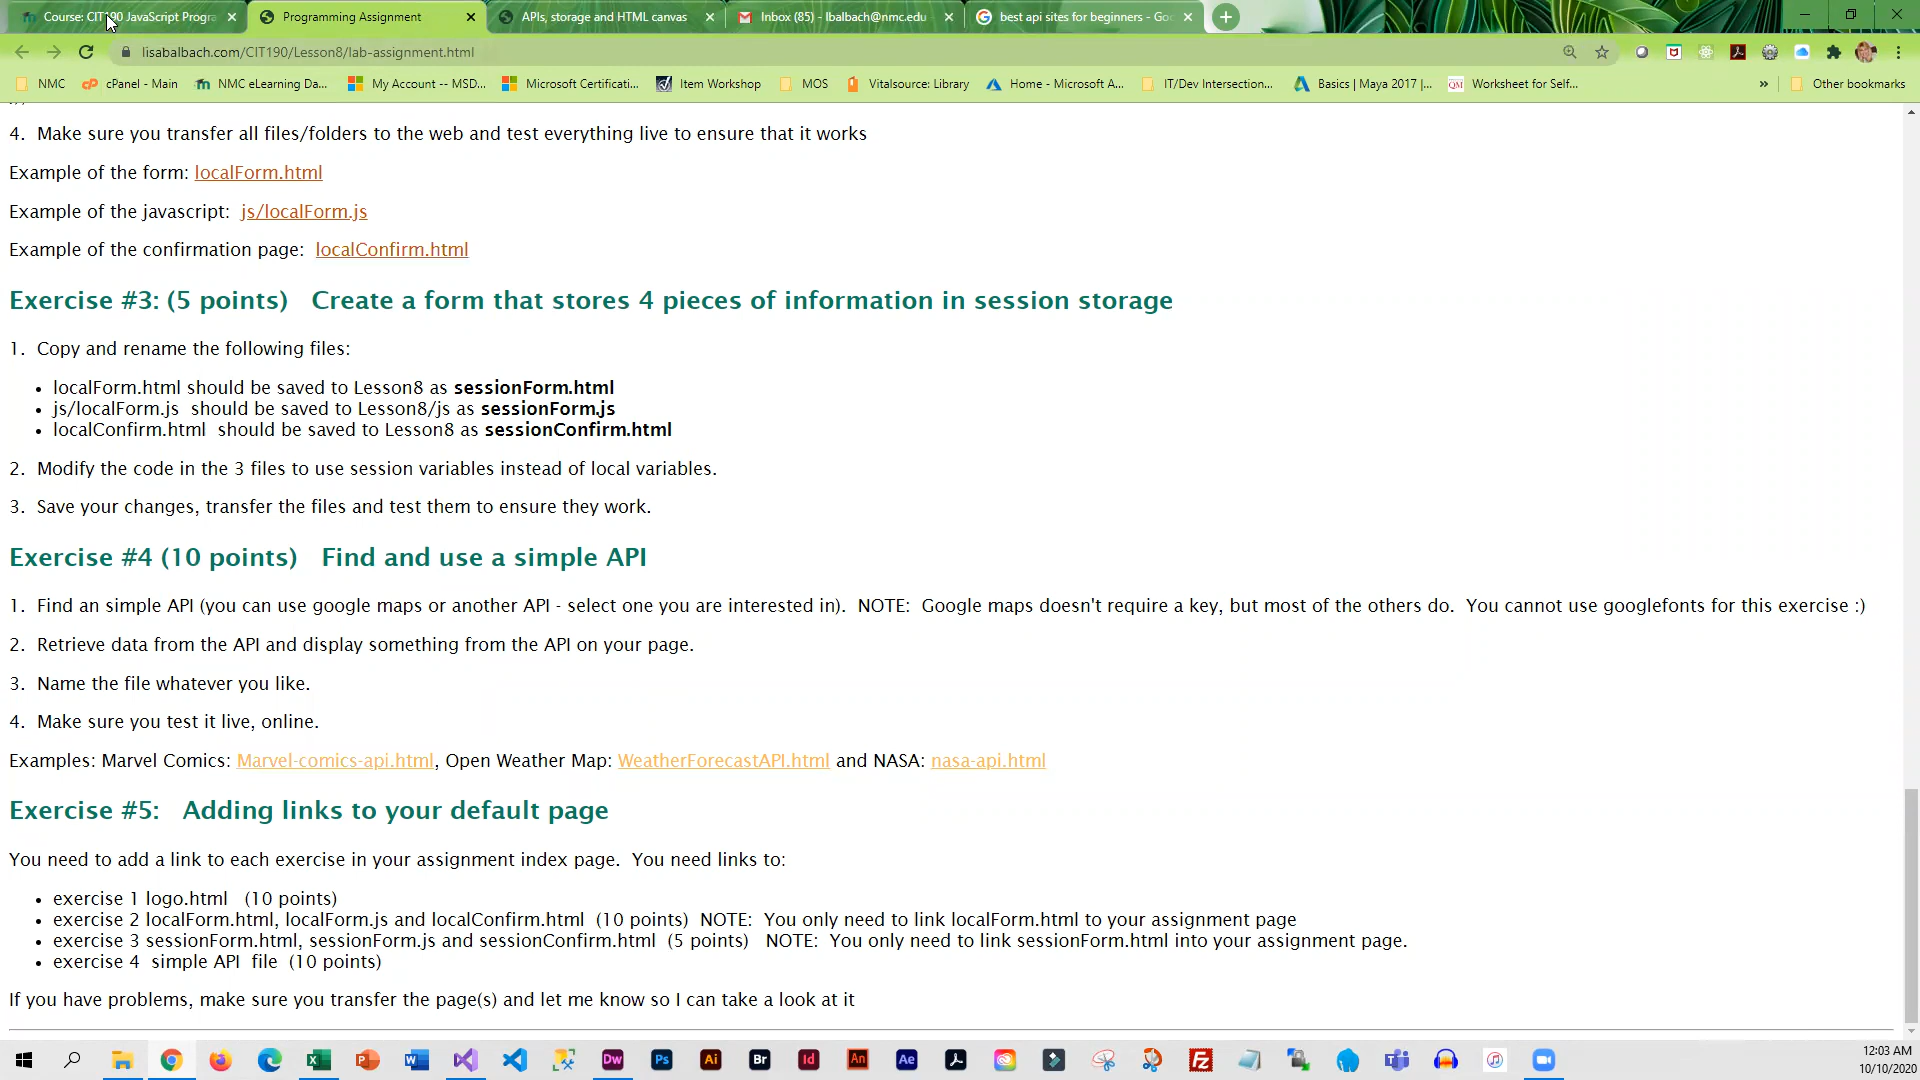 Course: CIT190 JavaScript Progra
Programming Assignment
APIs, storage and HTML canvas
Inbox (85) - lbalbach@nmc.edu
best api sites for beginners - Goo
lisabalbach.com/CIT190/Lesson8/lab-assignment.html
NMC
cPanel - Main
NMC eLearning Da...
My Account -- MSD...
Microsoft Certificati...
Item Workshop
MOS
Vitalsource: Library
Home - Microsoft A...
IT/Dev Intersection...
Basics | Maya 2017 |...
Worksheet for Self...
»
Other bookmarks
4. Make sure you transfer all files/folders to the web and test everything live to ensure that it works
Example of the form: localForm.html
Example of the javascript: js/localForm.js
Example of the confirmation page: localConfirm.html
Exercise #3: (5 points) Create a form that stores 4 pieces of information in session storage
1. Copy and rename the following files:
• localForm.html should be saved to Lesson8 as sessionForm.html
• js/localForm.js should be saved to Lesson8/js as sessionForm.js
• localConfirm.html should be saved to Lesson8 as sessionConfirm.html
2. Modify the code in the 3 files to use session variables instead of local variables.
3. Save your changes, transfer the files and test them to ensure they work.
Exercise #4 (10 points) Find and use a simple API
1. Find an simple API (you can use google maps or another API - select one you are interested in). NOTE: Google maps doesn't require a key, but most of the others do. You cannot use googlefonts for this exercise :)
2. Retrieve data from the API and display something from the API on your page.
3. Name the file whatever you like.
4. Make sure you test it live, online.
Examples: Marvel Comics: Marvel-comics-api.html, Open Weather Map: WeatherForecastAPI.html and NASA: nasa-api.html
Exercise #5: Adding links to your default page
You need to add a link to each exercise in your assignment index page. You need links to:
• exercise 1 logo.html (10 points)
• exercise 2 localForm.html, localForm.js and localConfirm.html (10 points) NOTE: You only need to link localForm.html to your assignment page
• exercise 3 sessionForm.html, sessionForm.js and sessionConfirm.html (5 points) NOTE: You only need to link sessionForm.html into your assignment page.
• exercise 4 simple API file (10 points)
If you have problems, make sure you transfer the page(s) and let me know so I can take a look at it
12:03 AM
10/10/2020